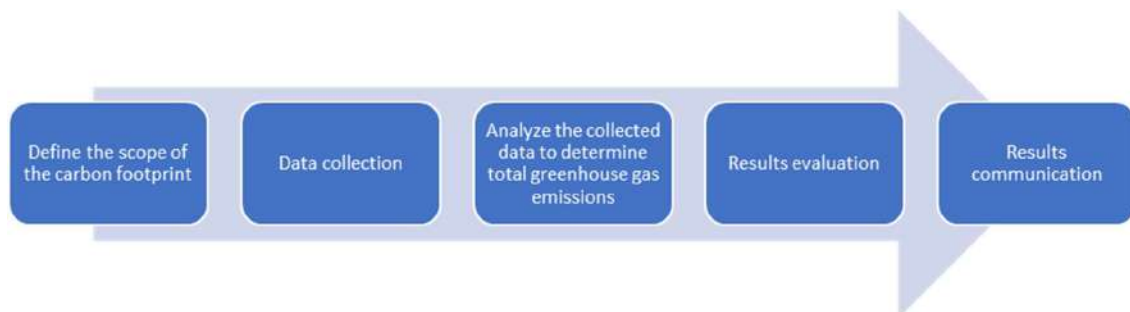 Define the scope of
the carbon footprint
Data collection
Analyze the collected
data to determine
total greenhouse gas
emissions
Results evaluation
Results
communication